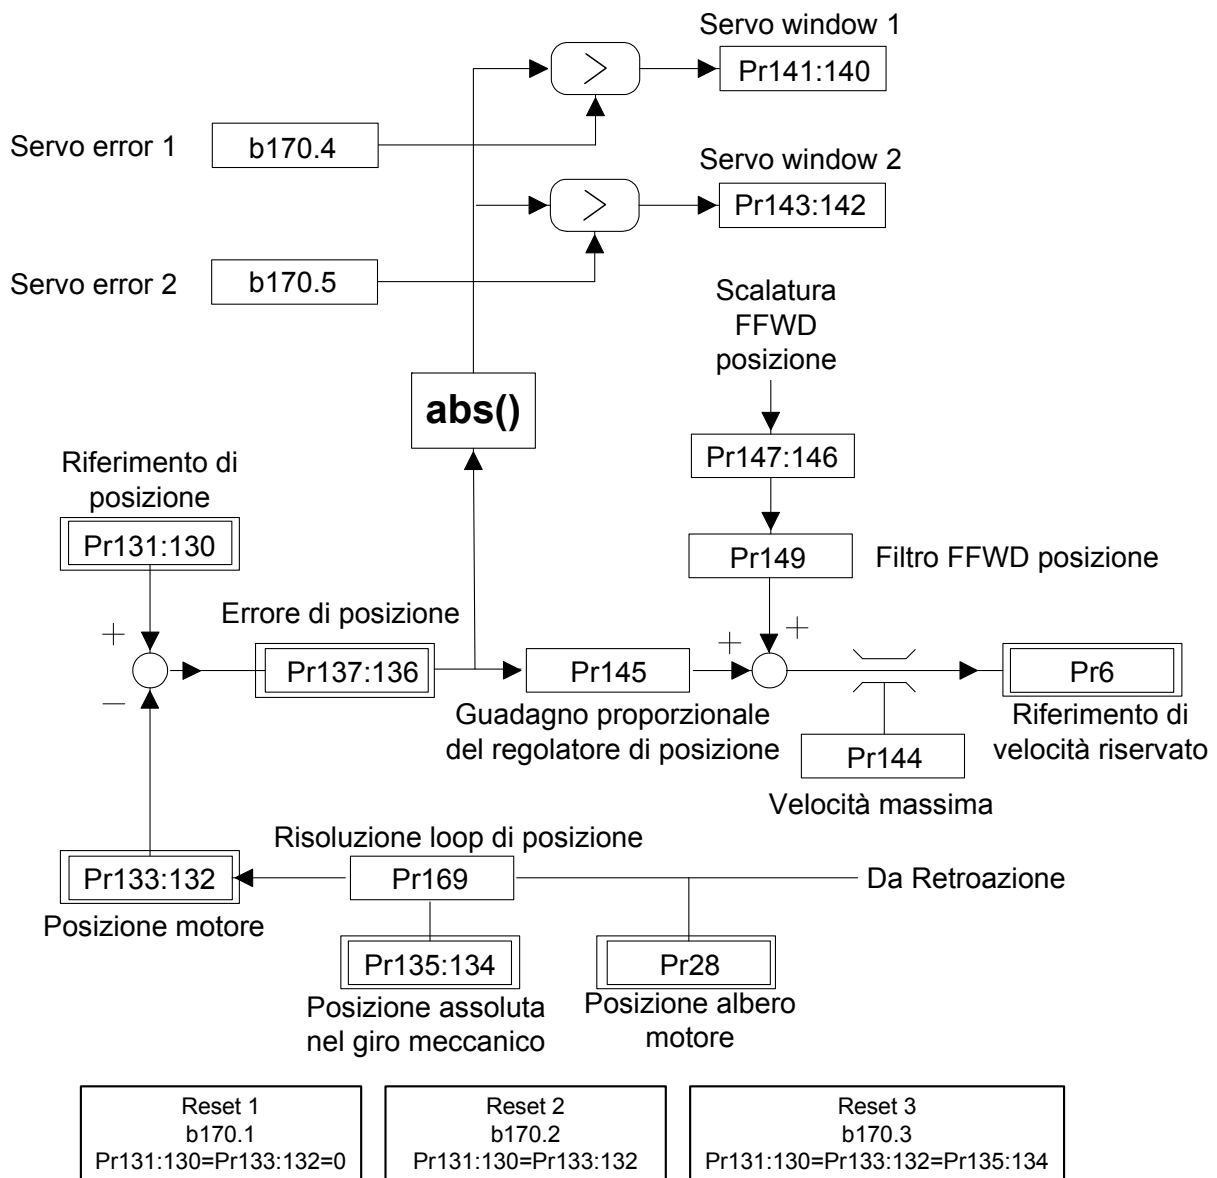 Servo window 1
>
Pr141:140
Servo error 1
b170.4
Servo window 2
>
Pr143:142
Servo error 2
b170.5
Scalatura
FFWD
posizione
abs()
Pr147:146
Riferimento di
posizione
Pr131:130
Pr149
Filtro FFWD posizione
+
Errore di posizione
+
+
Pr137:136
Pr145
Pr6
—
Guadagno proporzionale
del regolatore di posizione
Riferimento di
velocità riservato
Pr144
Velocità massima
Risoluzione loop di posizione
Pr133:132
Pr169
Da Retroazione
Posizione motore
Pr135:134
Pr28
Posizione assoluta
nel giro meccanico
Posizione albero
motore
Reset 1
b170.1
Pr131:130=Pr133:132=0
Reset 2
b170.2
Pr131:130=Pr133:132
Reset 3
b170.3
Pr131:130=Pr133:132=Pr135:134